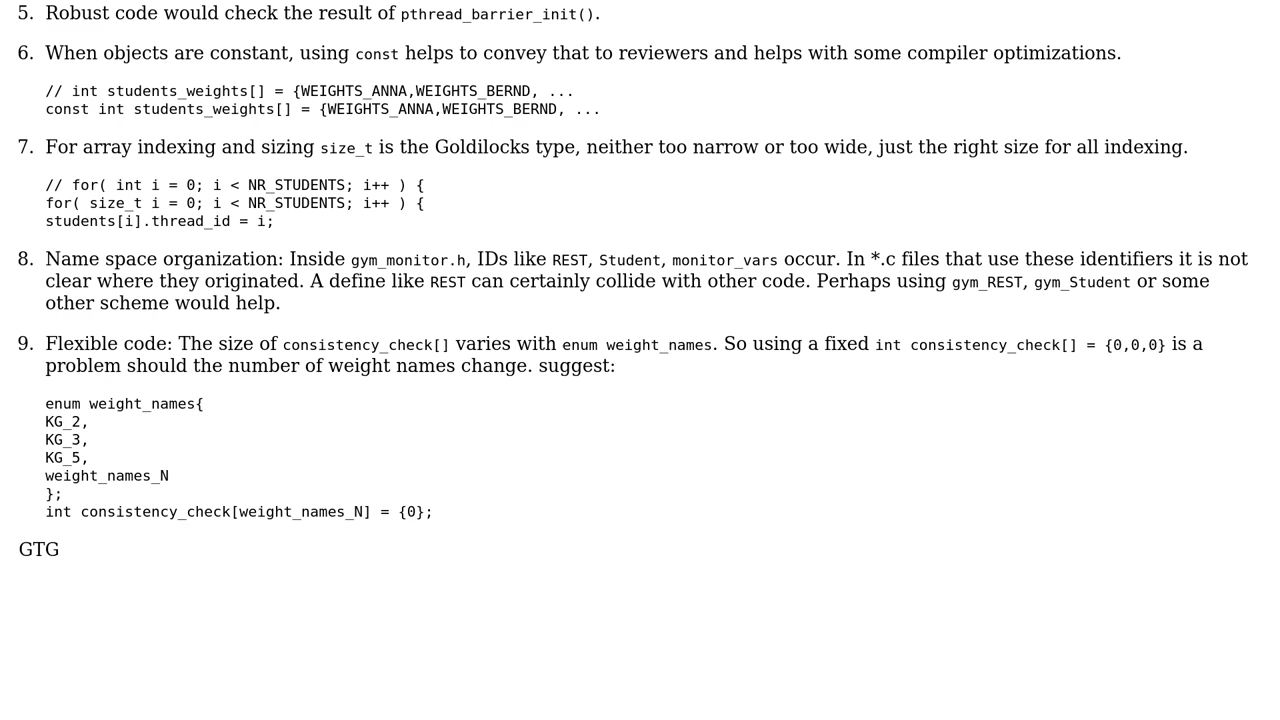 5. Robust code would check the result of pthread_barrier_init().
6. When objects are constant, using const helps to convey that to reviewers and helps with some compiler optimizations.
// int students_weights[] = {WEIGHTS_ANNA,WEIGHTS_BERND, ...
const int students_weights[] = {WEIGHTS_ANNA,WEIGHTS_BERND, ...
7. For array indexing and sizing size_t is the Goldilocks type, neither too narrow or too wide, just the right size for all indexing.
// for( int i = 0; i < NR_STUDENTS; i++ ) {
for( size_t i = 0; i < NR_STUDENTS; i++ ) {
students[i].thread_id = i;
8. Name space organization: Inside gym_monitor.h, IDs like REST, Student, monitor_vars occur. In *.c files that use these identifiers it is not
clear where they originated. A define like REST can certainly collide with other code. Perhaps using gym_REST, gym_Student or some
other scheme would help.
9. Flexible code: The size of consistency_check[] varies with enum weight_names. So using a fixed int consistency_check[] = {0,0,0} is a
problem should the number of weight names change. suggest:
enum weight_names{
KG_2,
KG_3,
KG_5,
weight_names_N
};
int consistency_check[weight_names_N] = {0};
GTG